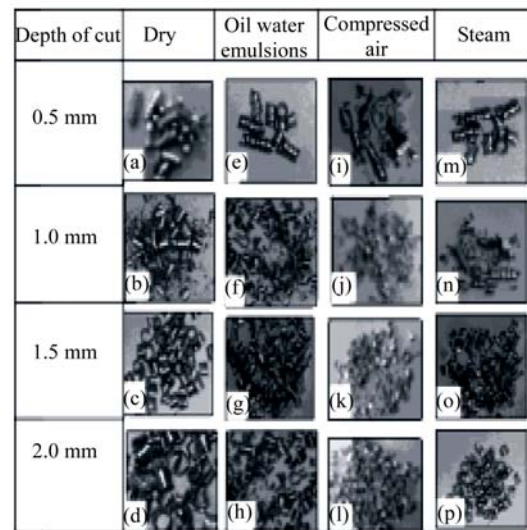 Depth of cut
Dry
Oil water
emulsions
Compressed
air
Steam
0.5 mm
(a)
(e)
(i)
(m)
1.0 mm
(b)
(f)
(j)
(n)
1.5 mm
(c)
(g)
(k)
(o)
2.0 mm
(d)
(h)
(l)
(p)